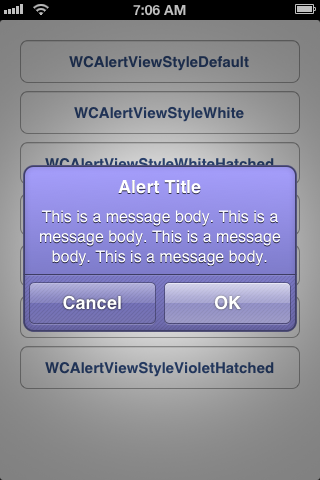 7:06 AM
WCAlertViewStyleDefault
WCAlertViewStyleWhite
WCAlertViewStyleWhiteHatched
Alert Title
This is a message body. This is a
message body. This is a message
body. This is a message body.
Cancel
OK
WCAlertViewStyleVioletHatched